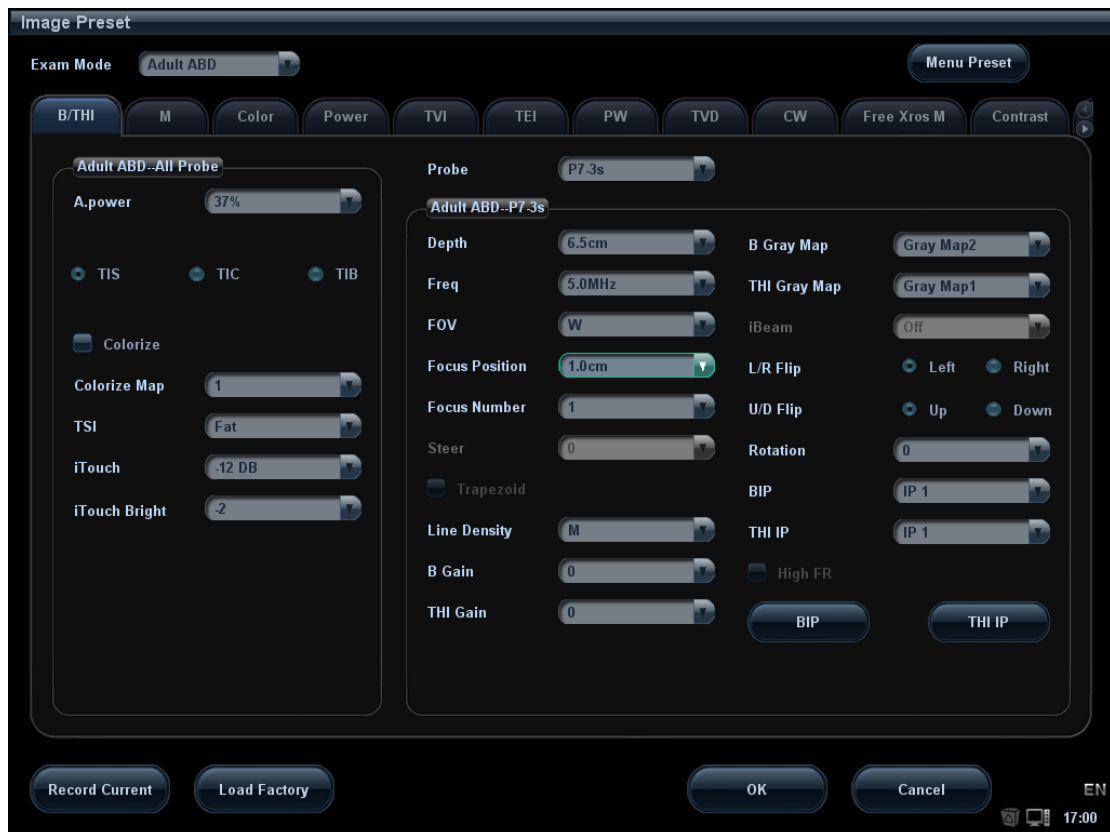 Image Preset
Exam Mode Adult ABD Menu Preset
B/THI M Color Power TVI TEI PW TVD CW Free Xros M Contrast
Adult ABD--All Probe
A.power 37%
TIS TIC TIB
Colorize
Colorize Map 1
TSI Fat
iTouch -12 DB
iTouch Bright -2
Probe P7-3s
Adult ABD--P7-3s
Depth 6.5cm
Freq 5.0MHz
FOV W
Focus Position 1.0cm
Focus Number 1
Steer 0
Trapezoid
Line Density M
B Gain 0
THI Gain 0
B Gray Map Gray Map2
THI Gray Map Gray Map1
iBeam Off
L/R Flip Left Right
U/D Flip Up Down
Rotation 0
BIP IP 1
THI IP IP 1
High FR
BIP THI IP
Record Current Load Factory OK Cancel EN
17:00